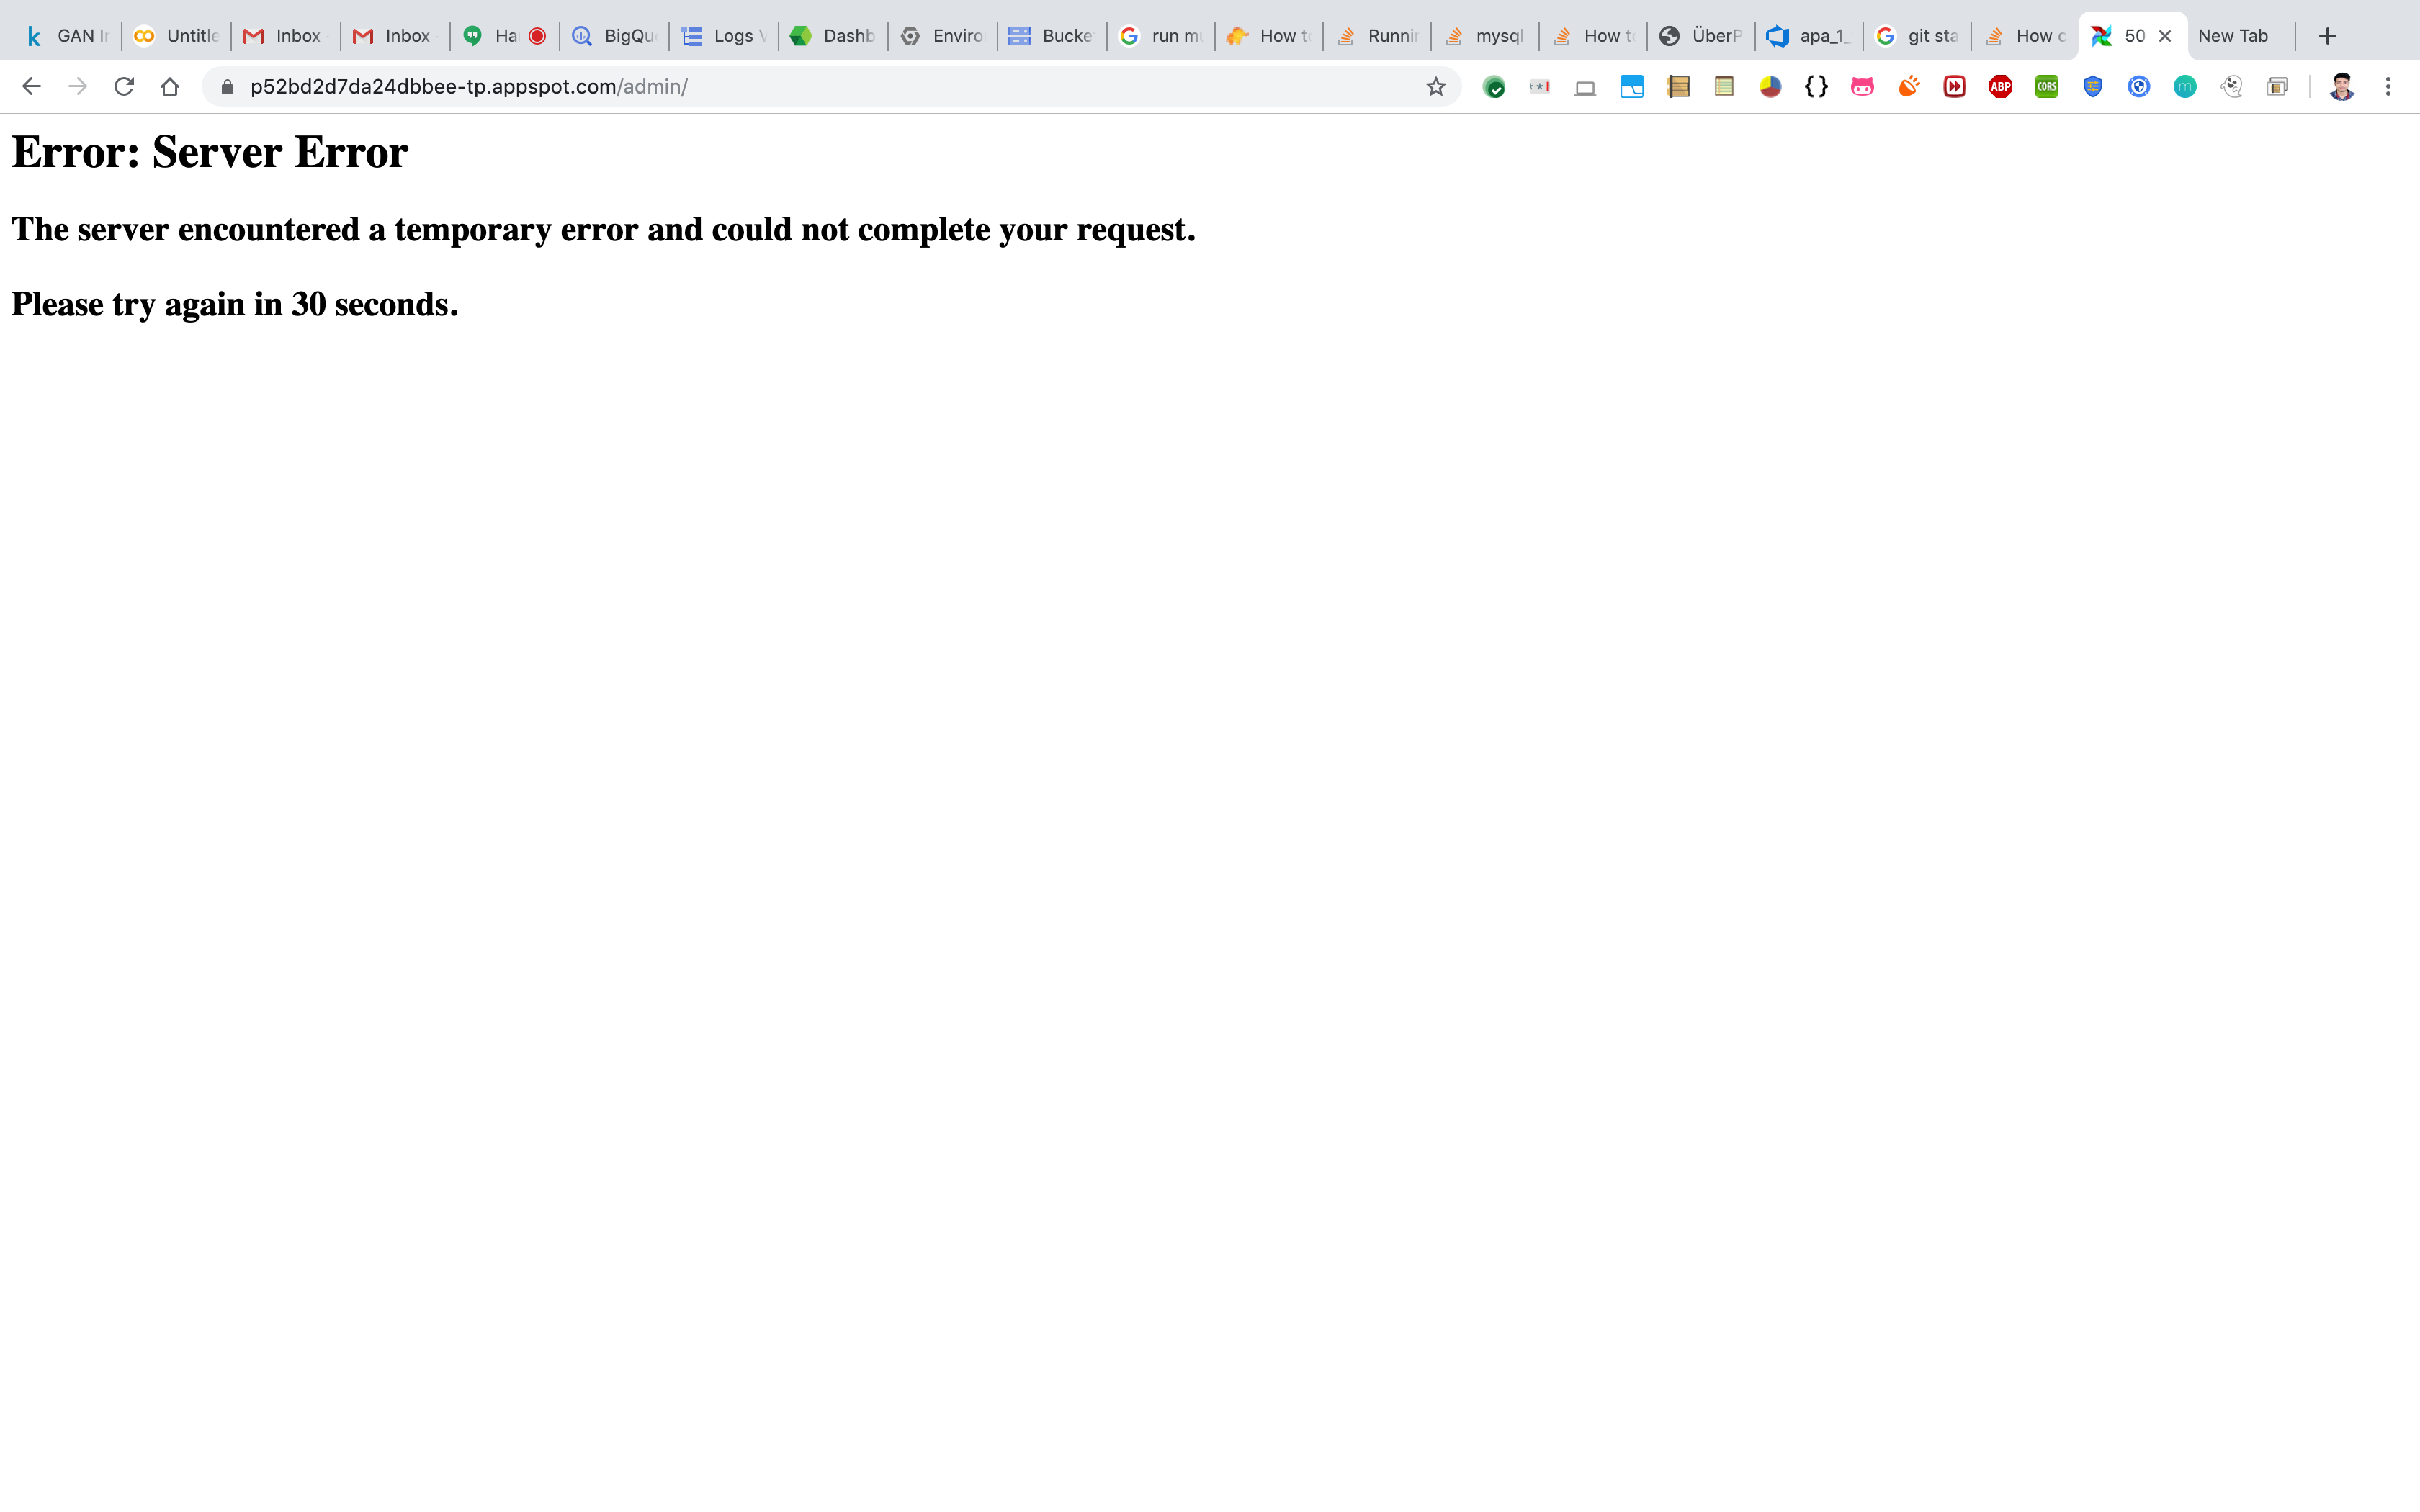 GAN Untitle Inbox Inbox Ha BigQu Logs Dashb Enviro Bucke run How Runnin mysql How ÜberP apa_1_ git sta How 50 New Tab
p52bd2d7da24dbbee-tp.appspot.com/admin/
ABP CORS m
Error: Server Error
The server encountered a temporary error and could not complete your request.
Please try again in 30 seconds.